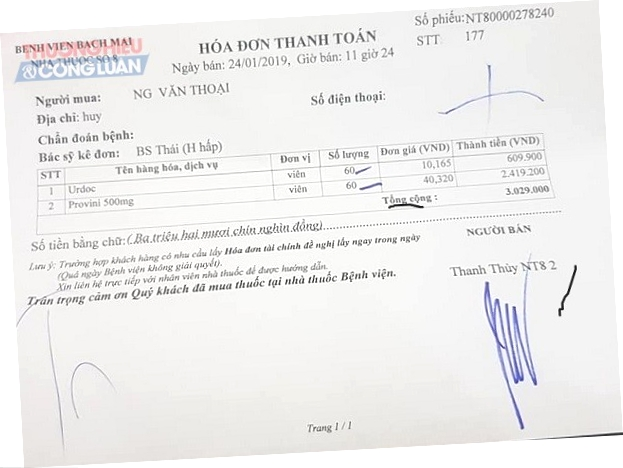 Số phiếu:NT80000278240
BỆNH VIỆN BẠCH MAI
NHÀ THUỐC SỐ 8
THƯƠNG HIỆU
& CÔNG LUẬN
HÓA ĐƠN THANH TOÁN
STT: 177
Ngày bán: 24/01/2019, Giờ bán: 11 giờ 24
Người mua: NG VĂN THOẠI
Số điện thoại:
Địa chỉ: huy
Chẩn đoán bệnh:
Bác sỹ kê đơn: BS Thái (H hấp)
STT Tên hàng hóa, dịch vụ Đơn vị Số lượng Đơn giá (VND) Thành tiền (VND)
1 Urdoc viên 60 10,165 609.900
2 Provini 500mg viên 60 40,320 2.419.200
Tổng cộng : 3.029.000
Số tiền bằng chữ: ( Ba triệu hai mươi chín nghìn đồng)
NGƯỜI BÁN
Lưu ý: Trường hợp khách hàng có nhu cầu lấy Hóa đơn tài chính đề nghị lấy ngay trong ngày
(Quá ngày Bệnh viện không giải quyết).
Xin liên hệ trực tiếp với nhân viên nhà thuốc để được hướng dẫn.
Trân trọng cảm ơn Quý khách đã mua thuốc tại nhà thuốc Bệnh viện.
Thanh Thủy NT8 2
Trang 1 / 1